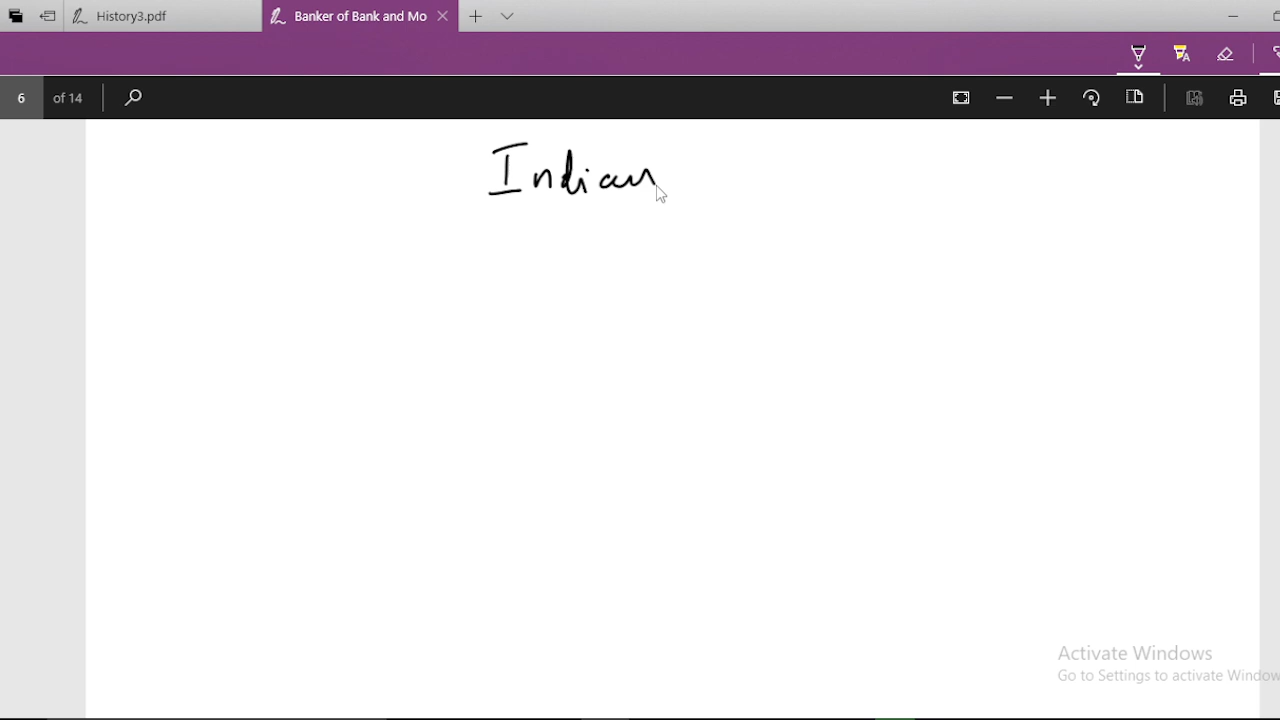 History3.pdf
Banker of Bank and Mo
6 of 14
Indian
Activate Windows
Go to Settings to activate Window